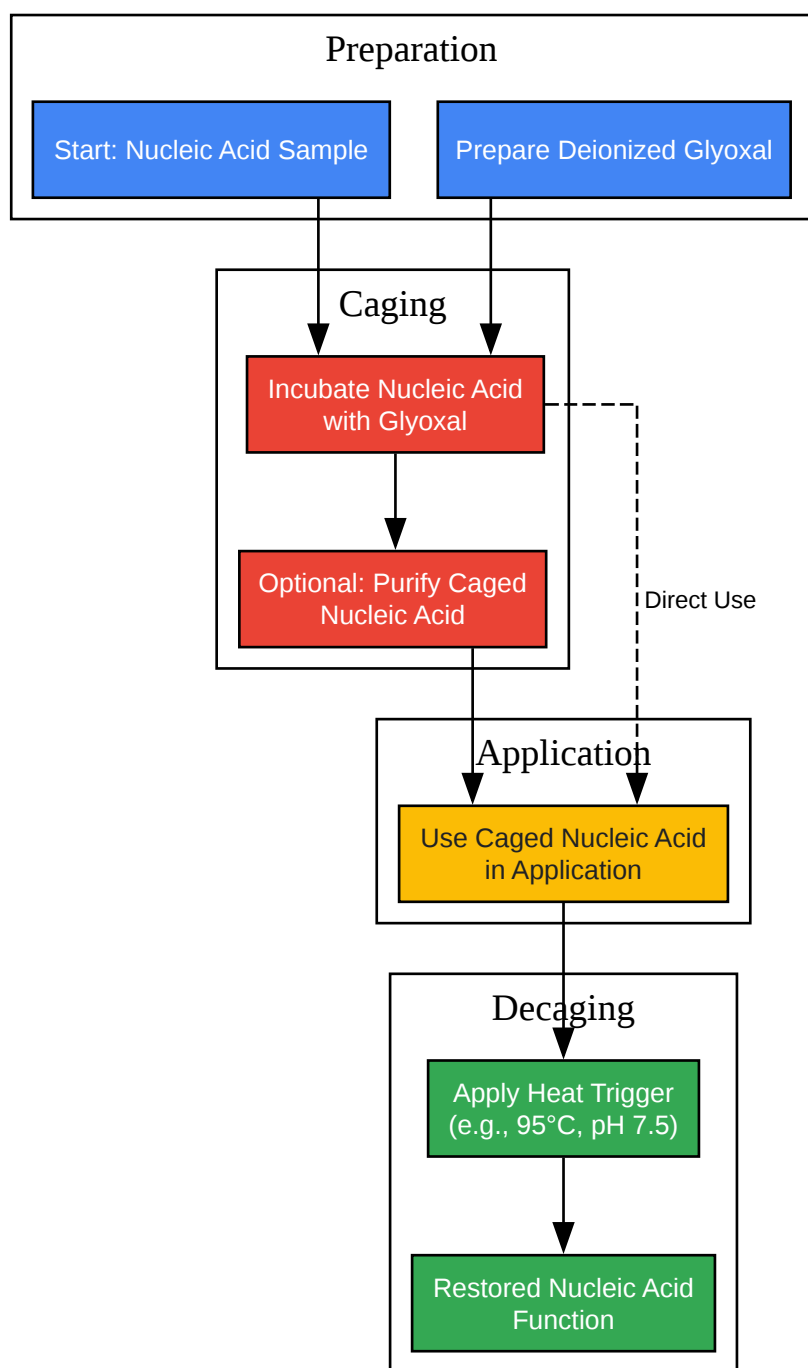 Preparation
Start: Nucleic Acid Sample
Prepare Deionized Glyoxal
Caging
Incubate Nucleic Acid
with Glyoxal
Optional: Purify Caged
Nucleic Acid
Direct Use
Application
Use Caged Nucleic Acid
in Application
Decaging
Apply Heat Trigger
(e.g., 95°C, pH 7.5)
Restored Nucleic Acid
Function